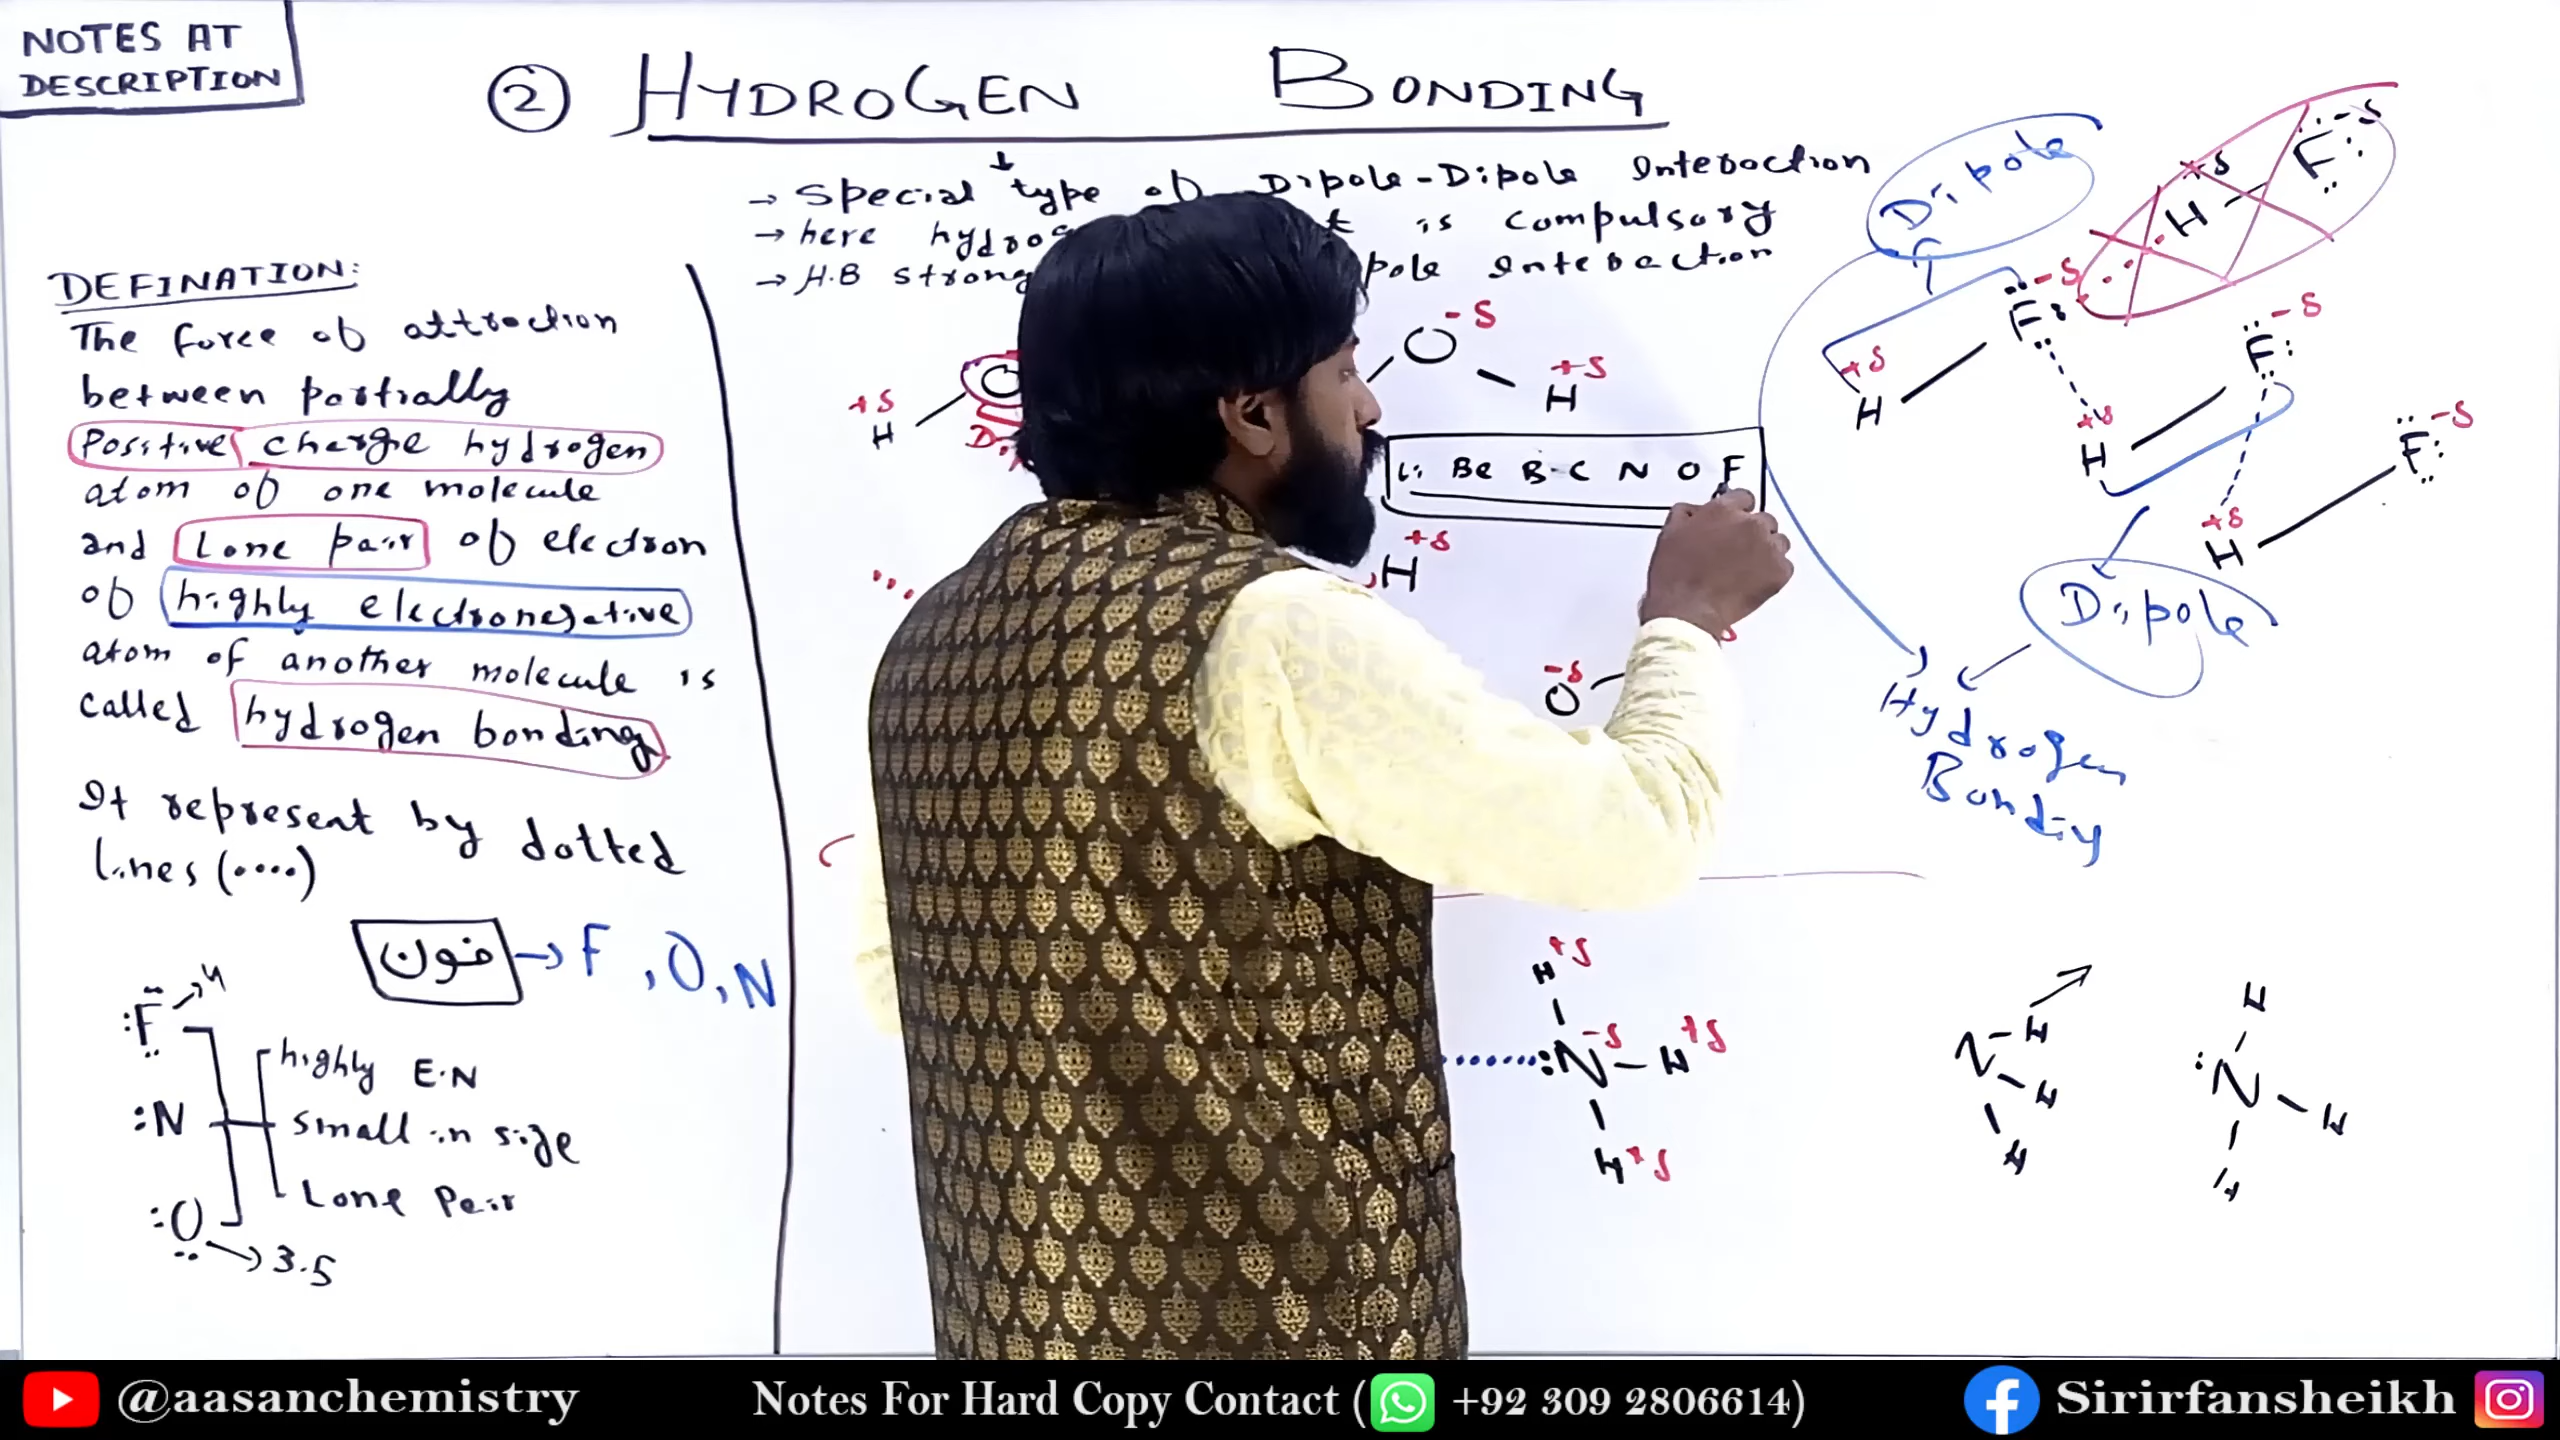 NOTES AT
DESCRIPTION
② HYDROGEN BONDING
→ Special type of Dipole-Dipole Interaction
→ here hydrog is compulsory
→ H.B strong pole Interaction
DEFINATION:
The force of attraction
between partially
Positive charge hydrogen
atom of one molecule
and Lone pair of electron
of highly electronegative
atom of another molecule is
called hydrogen bonding
It represent by dotted
lines (....)
فون → F, O, N
:F → 4
:N
:O → 3.5
highly E.N
Small in size
Lone Pair
+δ H O
O -δ
H +δ
Li Be B C N O F
H +δ
-δ O
H +δ
:N -δ - H +δ
H +δ
Dipole
+δ H F -δ
+δ H F -δ
+δ H F -δ
+δ H F -δ
Dipole
Hydrogen
Bonding
N - H
H
H
H
:N - H
H
@aasanchemistry
Notes For Hard Copy Contact ( +92 309 2806614)
Sirirfansheikh